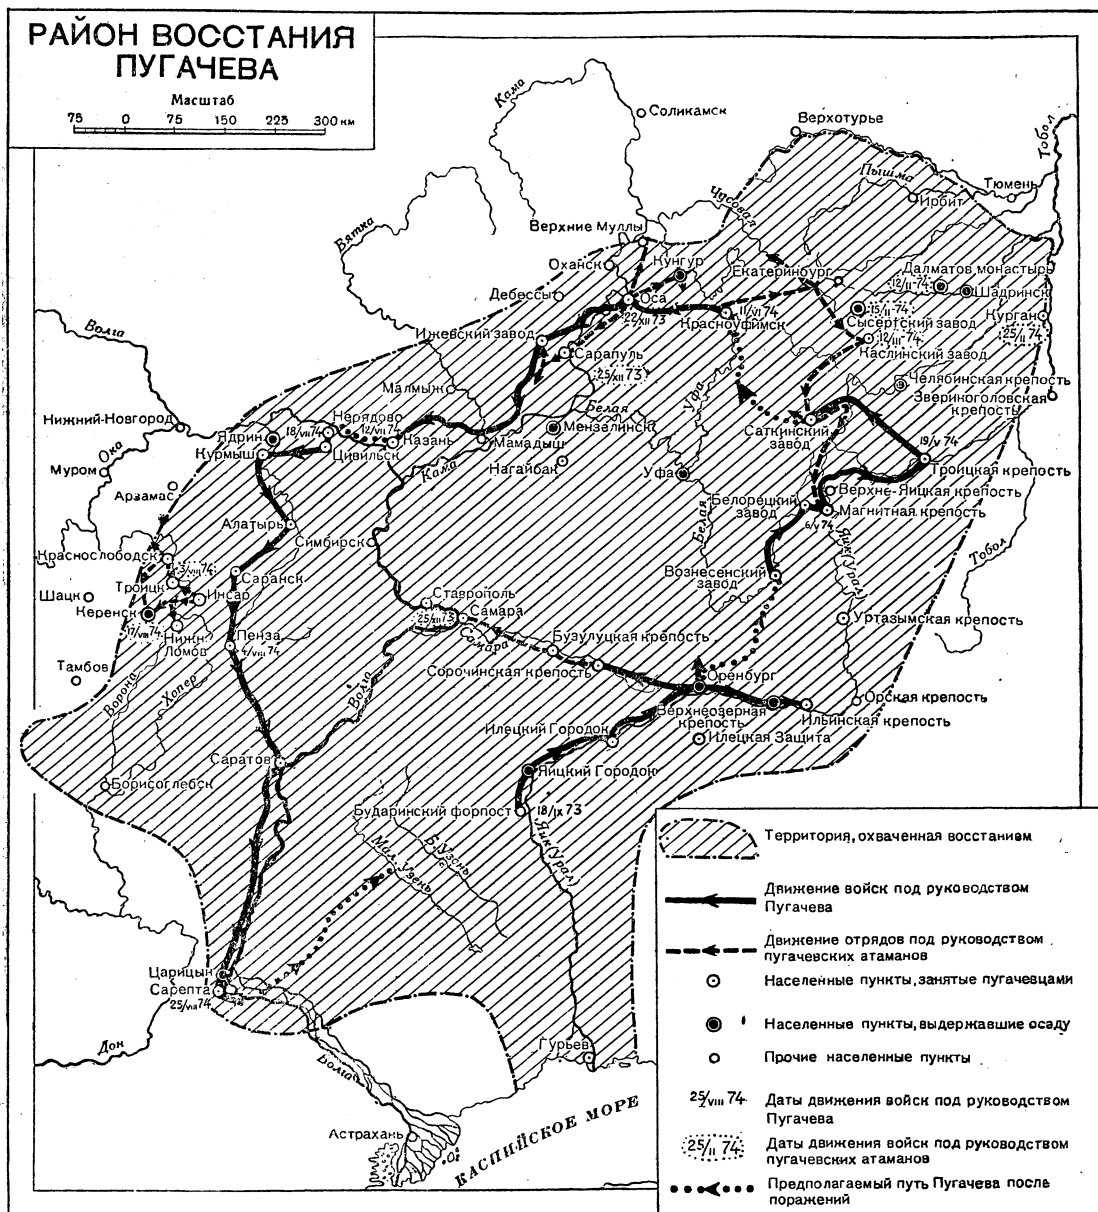 РАЙОН ВОССТАНИЯ
ПУГАЧЕВА
Масштаб
75 0 75 150 225 300 км
Кама
Соликамск
Верхотурье
Тобол
Пышма
Тюмень
Ирбит
Чусовая
Вятка
Верхние Муллы
Оханск
Кунгур
Екатеринбург
Далматов монастырь
12/II 74
Шадринск
Дебессы
Оса
22/XII 73
11/VI 74
Красноуфимск
15/II 74
Сысертский завод
Курган
25/II 74
12/III 74
Каслинский завод
Волга
Ижевский завод
Сарапуль
25/XII 73
Челябинская крепость
Звериноголовская
крепость
Малмыж
Белая
Уфа
Нижний-Новгород
Нерядово
Ядрин
18/VII 74
12/VII 74
Казань
Мамадыш
Мензелинск
Саткинский
завод
19/V 74
Ока
Курмыш
Цивильск
Кама
Нагайбак
Уфа
Троицкая крепость
Муром
Арзамас
Белорецкий
завод
Верхне-Яицкая крепость
Магнитная крепость
6/V 74
Алатырь
Симбирск
Белая
Яик (Урал)
Тобол
Краснослободск
3/VIII 74
Троицк
Саранск
Вознесенский
завод
Шацк
Инсар
Ставрополь
25/XII 73
Самара
Керенск
17/VIII 74
Нижн.
Ломов
Пенза
4/VIII 74
Самара
Бузулуцкая крепость
Уртазымская крепость
Тамбов
Сорочинская крепость
Оренбург
Ворона
Хопер
Волга
Орская крепость
Верхнеозерная
крепость
Ильинская крепость
Илецкий Городок
Илецкая Защита
Саратов
Борисоглебск
Яицкий Городок
Бударинский форпост
18/IX 73
Яик (Урал)
Б. Узень
Мал. Узень
Царицын
Сарепта
25/VIII 74
Дон
Волга
Гурьев
Астрахань
КАСПИЙСКОЕ МОРЕ
Территория, охваченная восстанием
Движение войск под руководством
Пугачева
Движение отрядов под руководством
пугачевских атаманов
Населенные пункты, занятые пугачевцами
Населенные пункты, выдержавшие осаду
Прочие населенные пункты
25/VIII 74
Даты движения войск под руководством
Пугачева
25/II 74
Даты движения войск под руководством
пугачевских атаманов
Предполагаемый путь Пугачева после
поражений